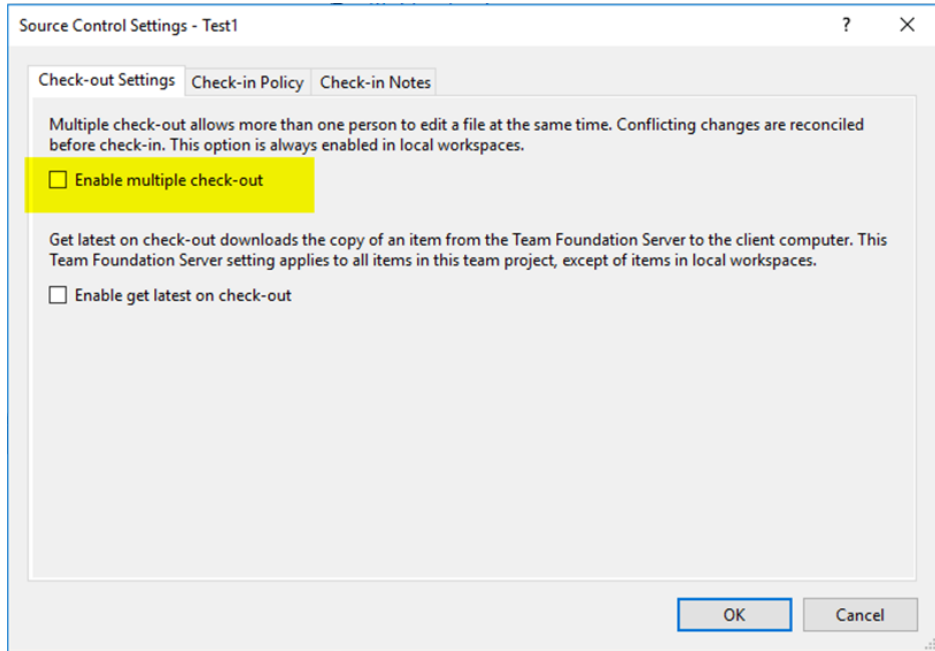 Source Control Settings - Test1
Check-out Settings
Check-in Policy
Check-in Notes
Multiple check-out allows more than one person to edit a file at the same time. Conflicting changes are reconciled
before check-in. This option is always enabled in local workspaces.
Enable multiple check-out
Get latest on check-out downloads the copy of an item from the Team Foundation Server to the client computer. This
Team Foundation Server setting applies to all items in this team project, except of items in local workspaces.
Enable get latest on check-out
OK
Cancel